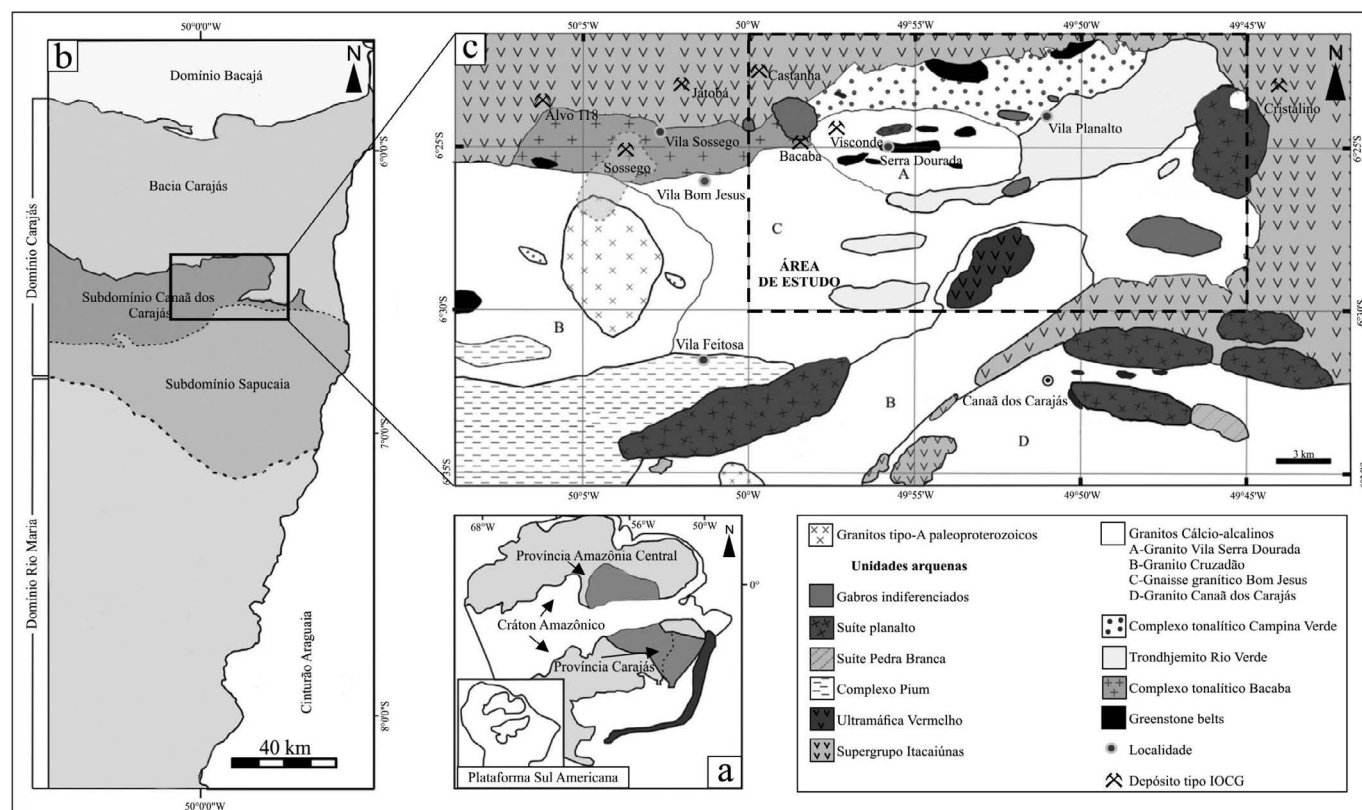 50°0'0"W
b
N
Domínio Bacajá
6°0'0"S
Bacia Carajás
Domínio Carajás
Subdomínio Canaã dos
Carajás
Subdomínio Sapucaia
7°0'0"S
Domínio Rio Maria
Cinturão Araguaia
8°0'0"S
40 km
50°0'0"W
50°5'W
50°W
49°55'W
49°50'W
49°45'W
c
N
Castanha
Jatobá
Cristalino
Alvo 118
Vila Planalto
Vila Sossego
Visconde
6°25'S
6°25'S
Bacaba
Serra Dourada
Sossego
A
Vila Bom Jesus
C
ÁREA
DE ESTUDO
6°30'S
6°30'S
B
Vila Feitosa
Canaã dos Carajás
B
D
3 km
6°35'S
50°5'W
50°W
49°55'W
49°50'W
49°45'W
68°W
56°W
50°W
N
Província Amazônia Central
0°
Cráton Amazônico
Província Carajás
Plataforma Sul Americana
a
Granitos tipo-A paleoproterozoicos
Unidades arquenas
Gabros indiferenciados
Suíte planalto
Suíte Pedra Branca
Complexo Pium
Ultramáfica Vermelho
Supergrupo Itacaiúnas
Granitos Cálcio-alcalinos
A-Granito Vila Serra Dourada
B-Granito Cruzadão
C-Gnaisse granítico Bom Jesus
D-Granito Canaã dos Carajás
Complexo tonalítico Campina Verde
Trondhjemito Rio Verde
Complexo tonalítico Bacaba
Greenstone belts
Localidade
Depósito tipo IOCG